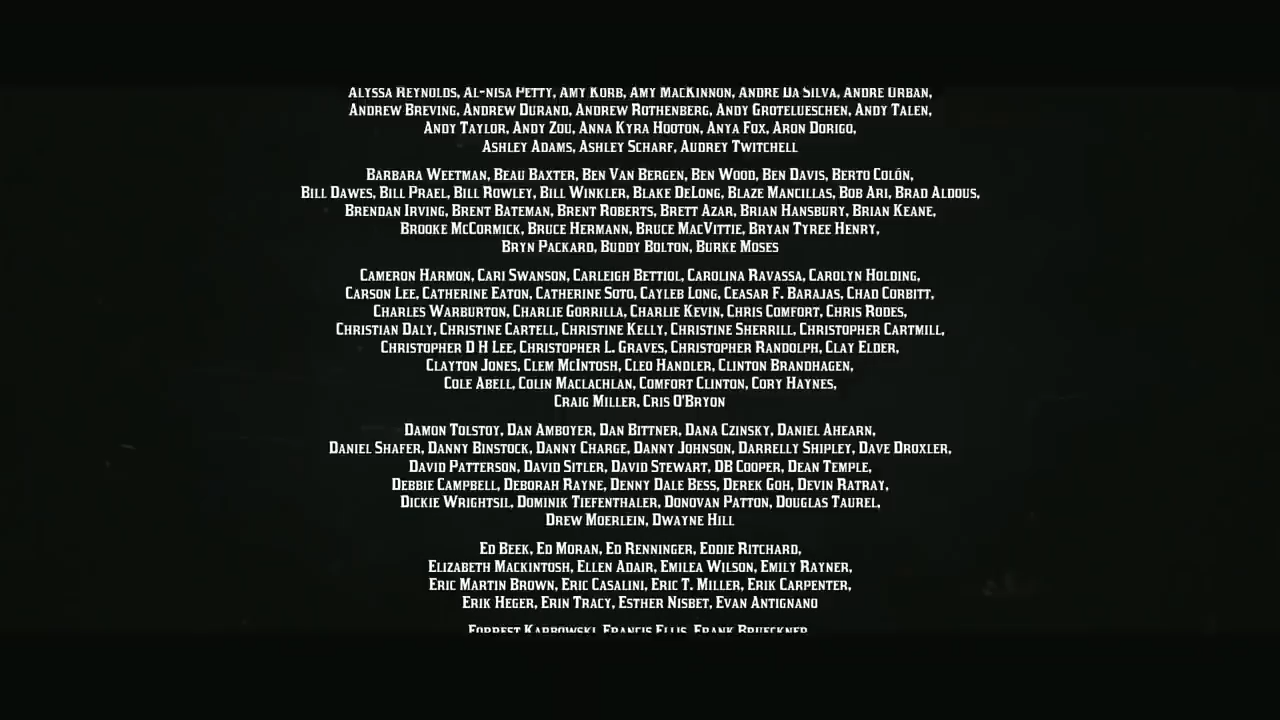 Alyssa Reynolds, Al-nisa Petty, Amy Korb, Amy MacKinnon, Andre Da Silva, Andre Urban,
Andrew Breving, Andrew Durand, Andrew Rothenberg, Andy Grotelueschen, Andy Talen,
Andy Taylor, Andy Zou, Anna Kyra Hooton, Anya Fox, Aron Dorigo,
Ashley Adams, Ashley Scharf, Audrey Twitchell
Barbara Weetman, Beau Baxter, Ben Van Bergen, Ben Wood, Ben Davis, Berto Colón,
Bill Dawes, Bill Prael, Bill Rowley, Bill Winkler, Blake DeLong, Blaze Mancillas, Bob Ari, Brad Aldous,
Brendan Irving, Brent Bateman, Brent Roberts, Brett Azar, Brian Hansbury, Brian Keane,
Brooke McCormick, Bruce Hermann, Bruce MacVittie, Bryan Tyree Henry,
Bryn Packard, Buddy Bolton, Burke Moses
Cameron Harmon, Cari Swanson, Carleigh Bettiol, Carolina Ravassa, Carolyn Holding,
Carson Lee, Catherine Eaton, Catherine Soto, Cayleb Long, Ceasar F. Barajas, Chad Corbitt,
Charles Warburton, Charlie Gorrilla, Charlie Kevin, Chris Comfort, Chris Rodes,
Christian Daly, Christine Cartell, Christine Kelly, Christine Sherrill, Christopher Cartmill,
Christopher D H Lee, Christopher L. Graves, Christopher Randolph, Clay Elder,
Clayton Jones, Clem McIntosh, Cleo Handler, Clinton Brandhagen,
Cole Abell, Colin Maclachlan, Comfort Clinton, Cory Haynes,
Craig Miller, Cris O'Bryon
Damon Tolstoy, Dan Amboyer, Dan Bittner, Dana Czinsky, Daniel Ahearn,
Daniel Shafer, Danny Binstock, Danny Charge, Danny Johnson, Darrelly Shipley, Dave Droxler,
David Patterson, David Sitler, David Stewart, DB Cooper, Dean Temple,
Debbie Campbell, Deborah Rayne, Denny Dale Bess, Derek Goh, Devin Ratray,
Dickie Wrightsil, Dominik Tiefenthaler, Donovan Patton, Douglas Taurel,
Drew Moerlein, Dwayne Hill
Ed Beek, Ed Moran, Ed Renninger, Eddie Ritchard,
Elizabeth Mackintosh, Ellen Adair, Emilea Wilson, Emily Rayner,
Eric Martin Brown, Eric Casalini, Eric T. Miller, Erik Carpenter,
Erik Heger, Erin Tracy, Esther Nisbet, Evan Antignano
Forrest Karbowski, Francis Ellis, Frank Brueckner